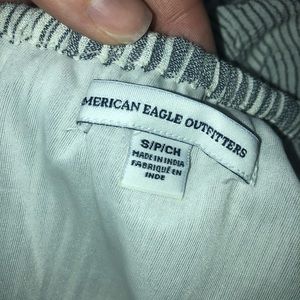 MERICAN EAGLE OUTFITTERS
S/P/CH
MADE IN INDIA
FABRIQUÉ EN
INDE